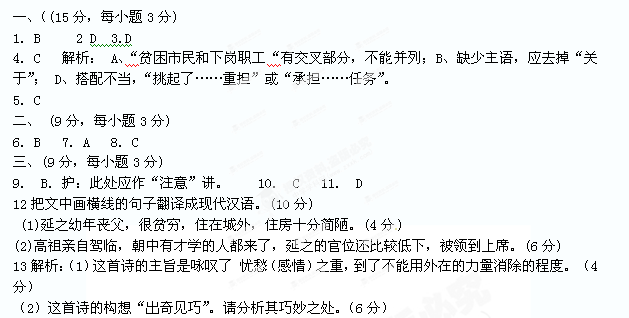 一、((15分，每小题3分)
1. B 2 D 3.D
4. C 解析： A、“贫困市民和下岗职工“有交叉部分，不能并列；B、缺少主语，应去掉“关
于”； D、搭配不当，“挑起了……重担”或“承担……任务”。
5. C
二、 (9分，每小题3分)
6. B 7. A 8. C
三、(9分，每小题3分)
9. B. 护：此处应作“注意”讲。 10. C 11. D
12把文中画横线的句子翻译成现代汉语。(10分)
(1)延之幼年丧父，很贫穷，住在城外，住房十分简陋。(4分)
(2)高祖亲自驾临，朝中有才学的人都来了，延之的官位还比较低下，被领到上席。(6分)
13解析：(1)这首诗的主旨是咏叹了 忧愁(感情)之重，到了不能用外在的力量消除的程度。（4
分）
（2）这首诗的构想“出奇见巧”。请分析其巧妙之处。(6分)